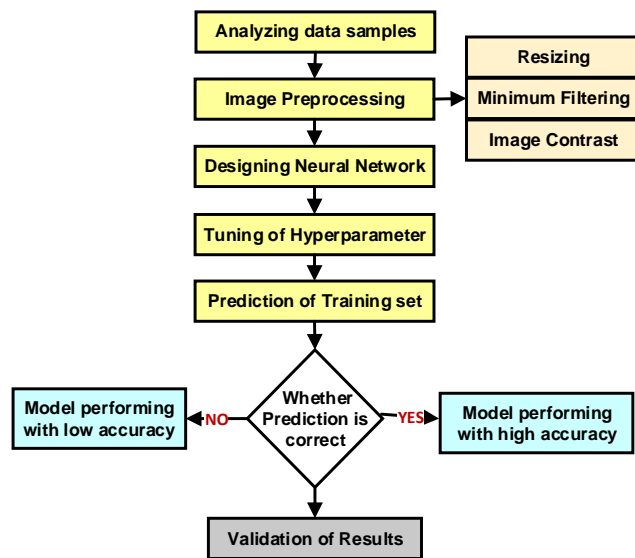 Analyzing data samples
Resizing
Image Preprocessing
Minimum Filtering
Image Contrast
Designing Neural Network
Tuning of Hyperparameter
Prediction of Training set
Whether
Prediction is
correct
NO
YES
Model performing
with low accuracy
Model performing
with high accuracy
Validation of Results